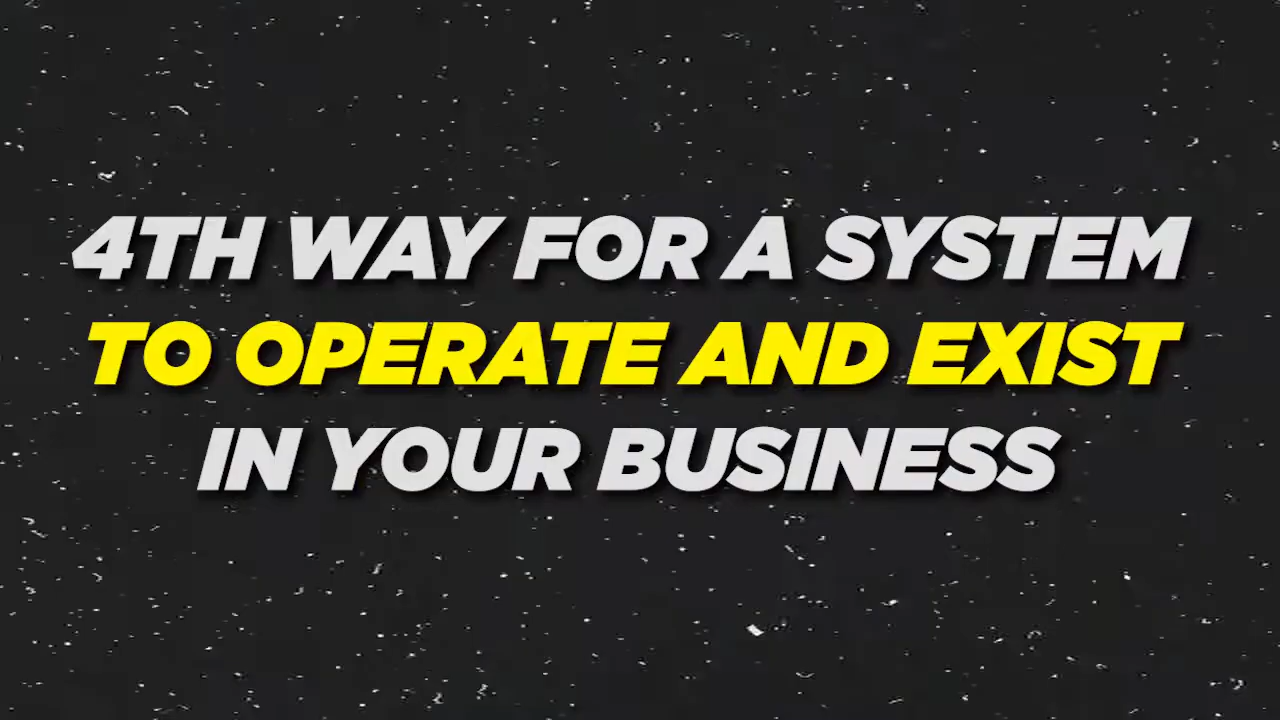 4TH WAY FOR A SYSTEM
TO OPERATE AND EXIST
IN YOUR BUSINESS